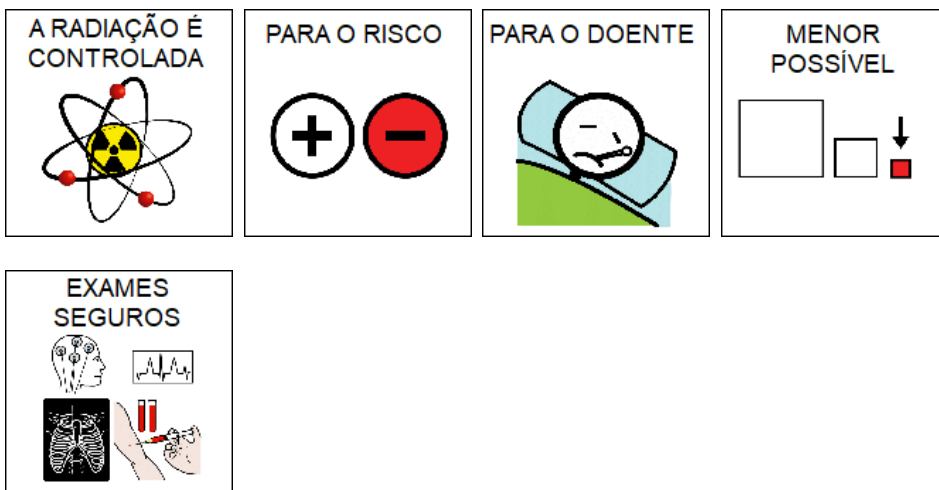 A RADIAÇÃO É
CONTROLADA
PARA O RISCO
PARA O DOENTE
MENOR
POSSÍVEL
EXAMES
SEGUROS